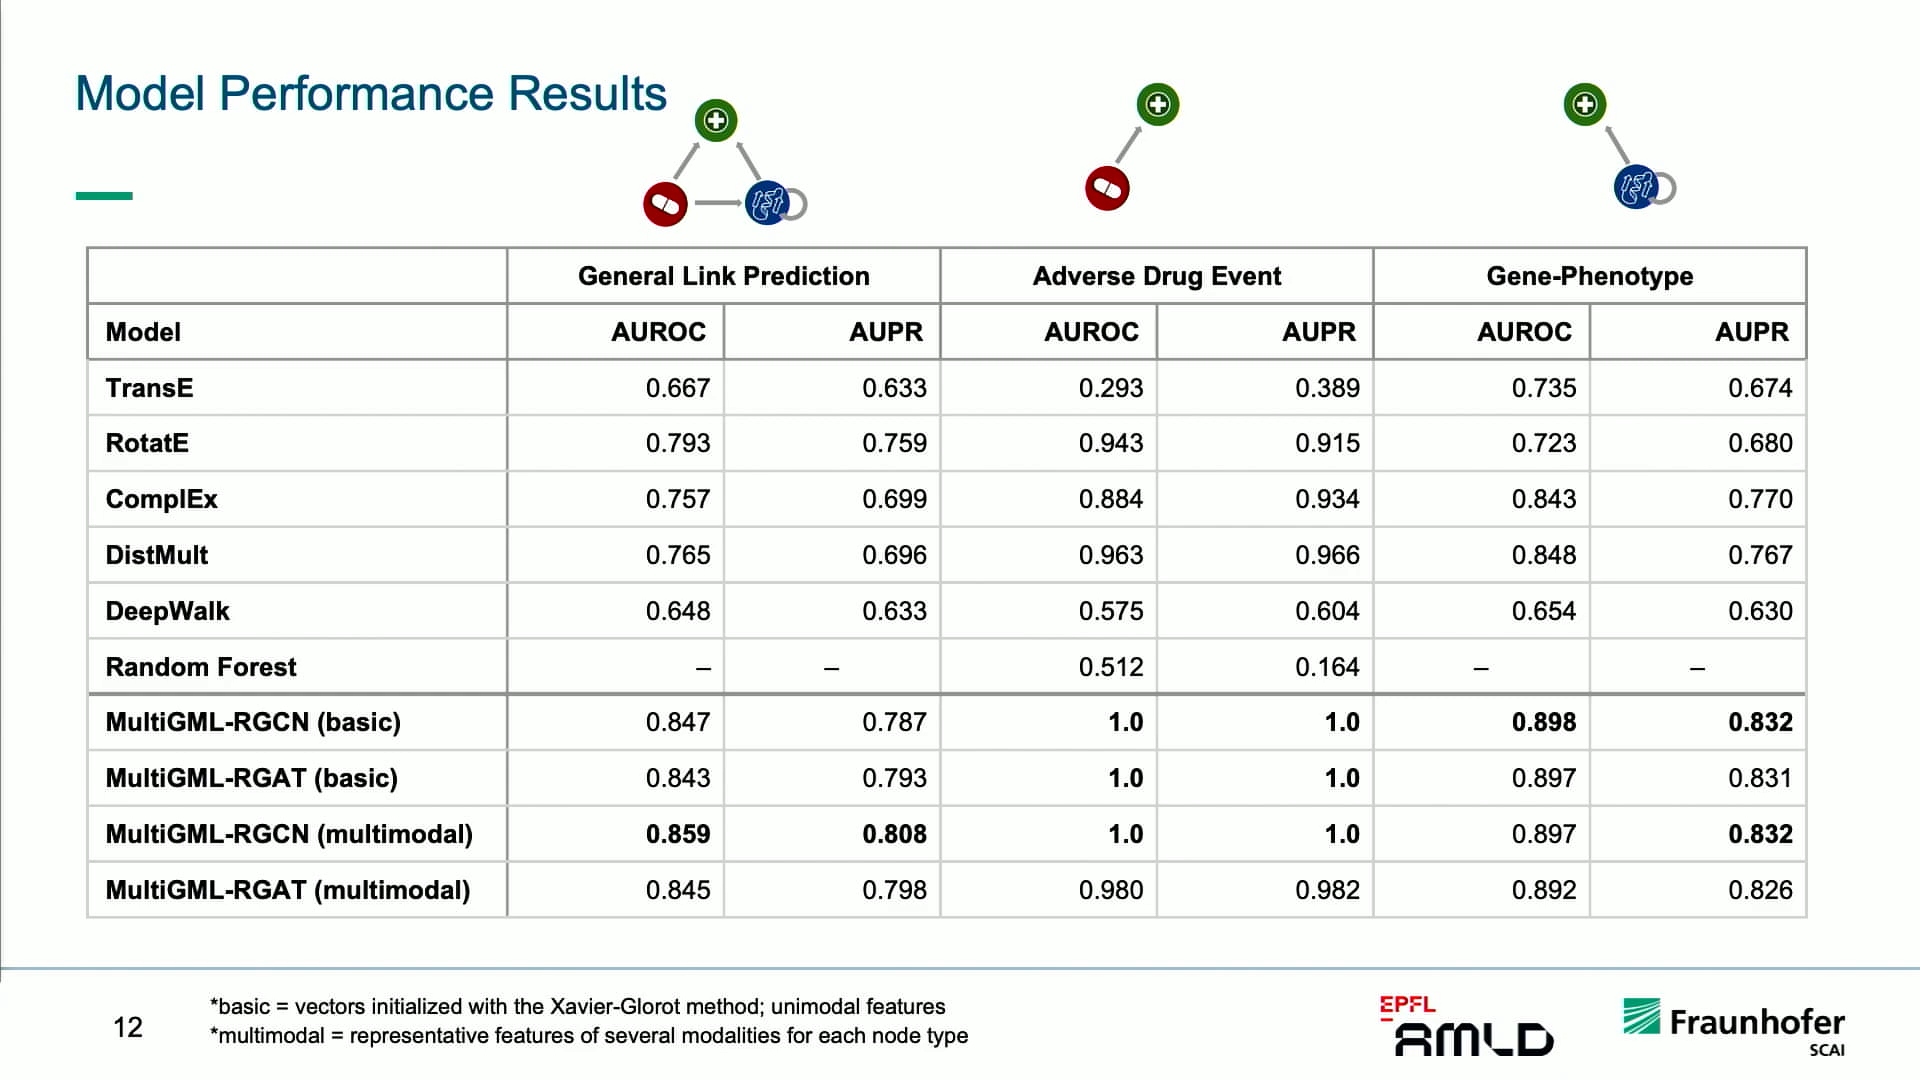 Model Performance Results
General Link Prediction Adverse Drug Event Gene-Phenotype
Model AUROC AUPR AUROC AUPR AUROC AUPR
TransE 0.667 0.633 0.293 0.389 0.735 0.674
RotatE 0.793 0.759 0.943 0.915 0.723 0.680
ComplEx 0.757 0.699 0.884 0.934 0.843 0.770
DistMult 0.765 0.696 0.963 0.966 0.848 0.767
DeepWalk 0.648 0.633 0.575 0.604 0.654 0.630
Random Forest – – 0.512 0.164 – –
MultiGML-RGCN (basic) 0.847 0.787 1.0 1.0 0.898 0.832
MultiGML-RGAT (basic) 0.843 0.793 1.0 1.0 0.897 0.831
MultiGML-RGCN (multimodal) 0.859 0.808 1.0 1.0 0.897 0.832
MultiGML-RGAT (multimodal) 0.845 0.798 0.980 0.982 0.892 0.826
12
*basic = vectors initialized with the Xavier-Glorot method; unimodal features
*multimodal = representative features of several modalities for each node type
EPFL
AMLD
Fraunhofer
SCAI